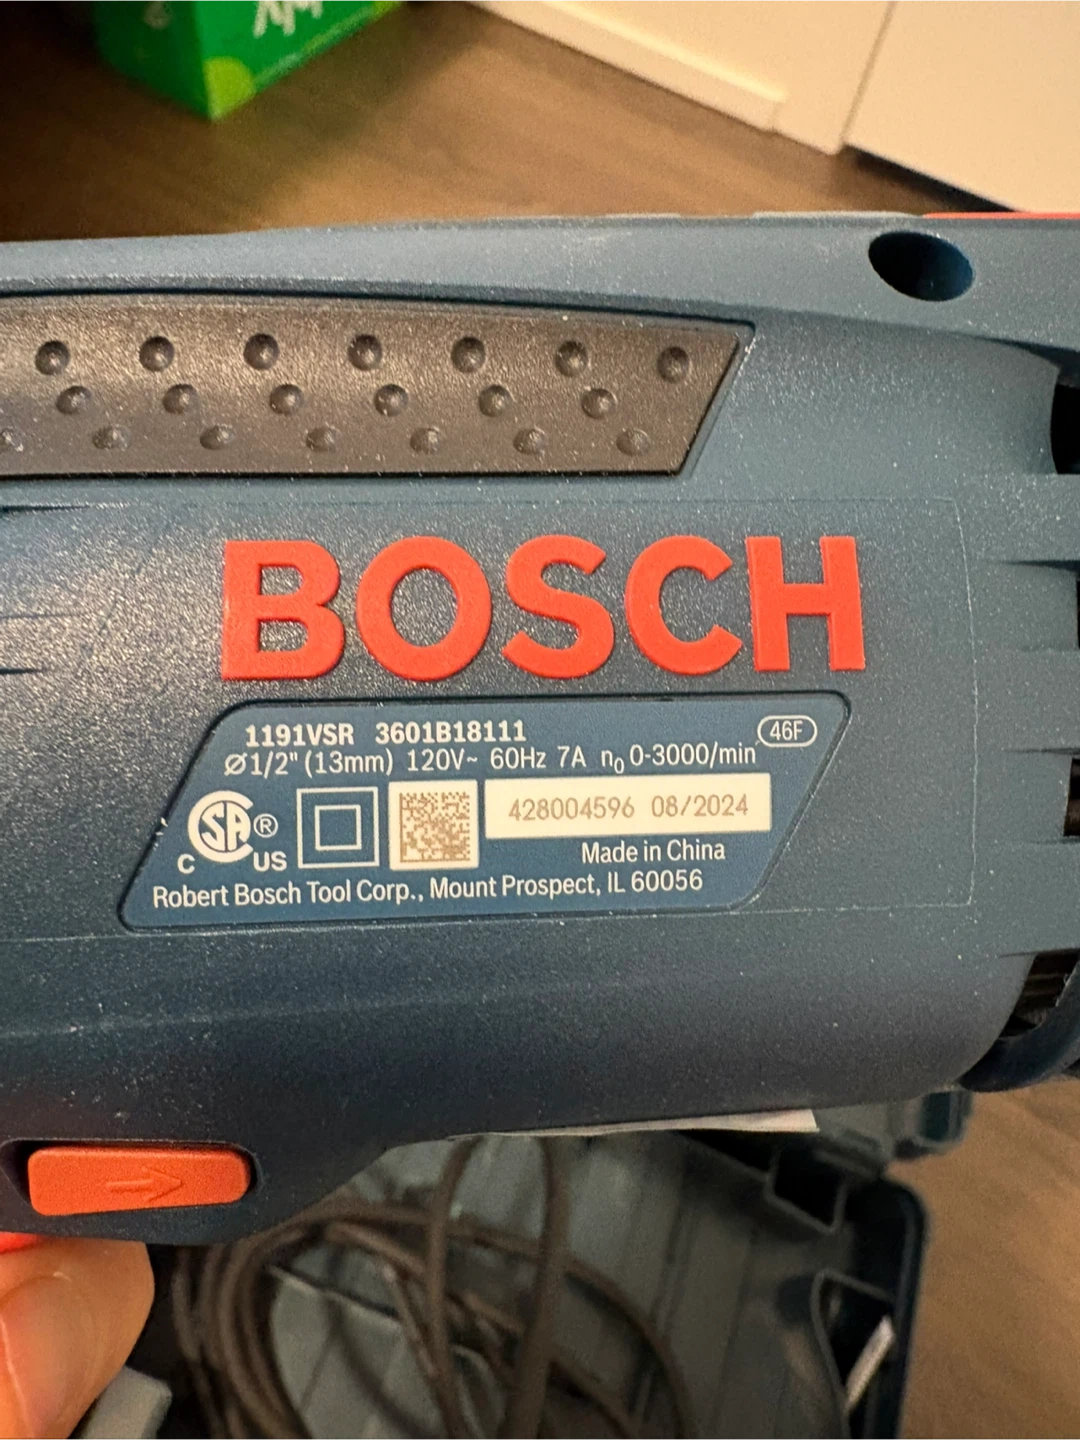 BOSCH
1191VSR 3601B18111
46F
Ø1/2" (13mm) 120V~ 60Hz 7A n₀ 0-3000/min
428004596 08/2024
C SA ® US
Made in China
Robert Bosch Tool Corp., Mount Prospect, IL 60056